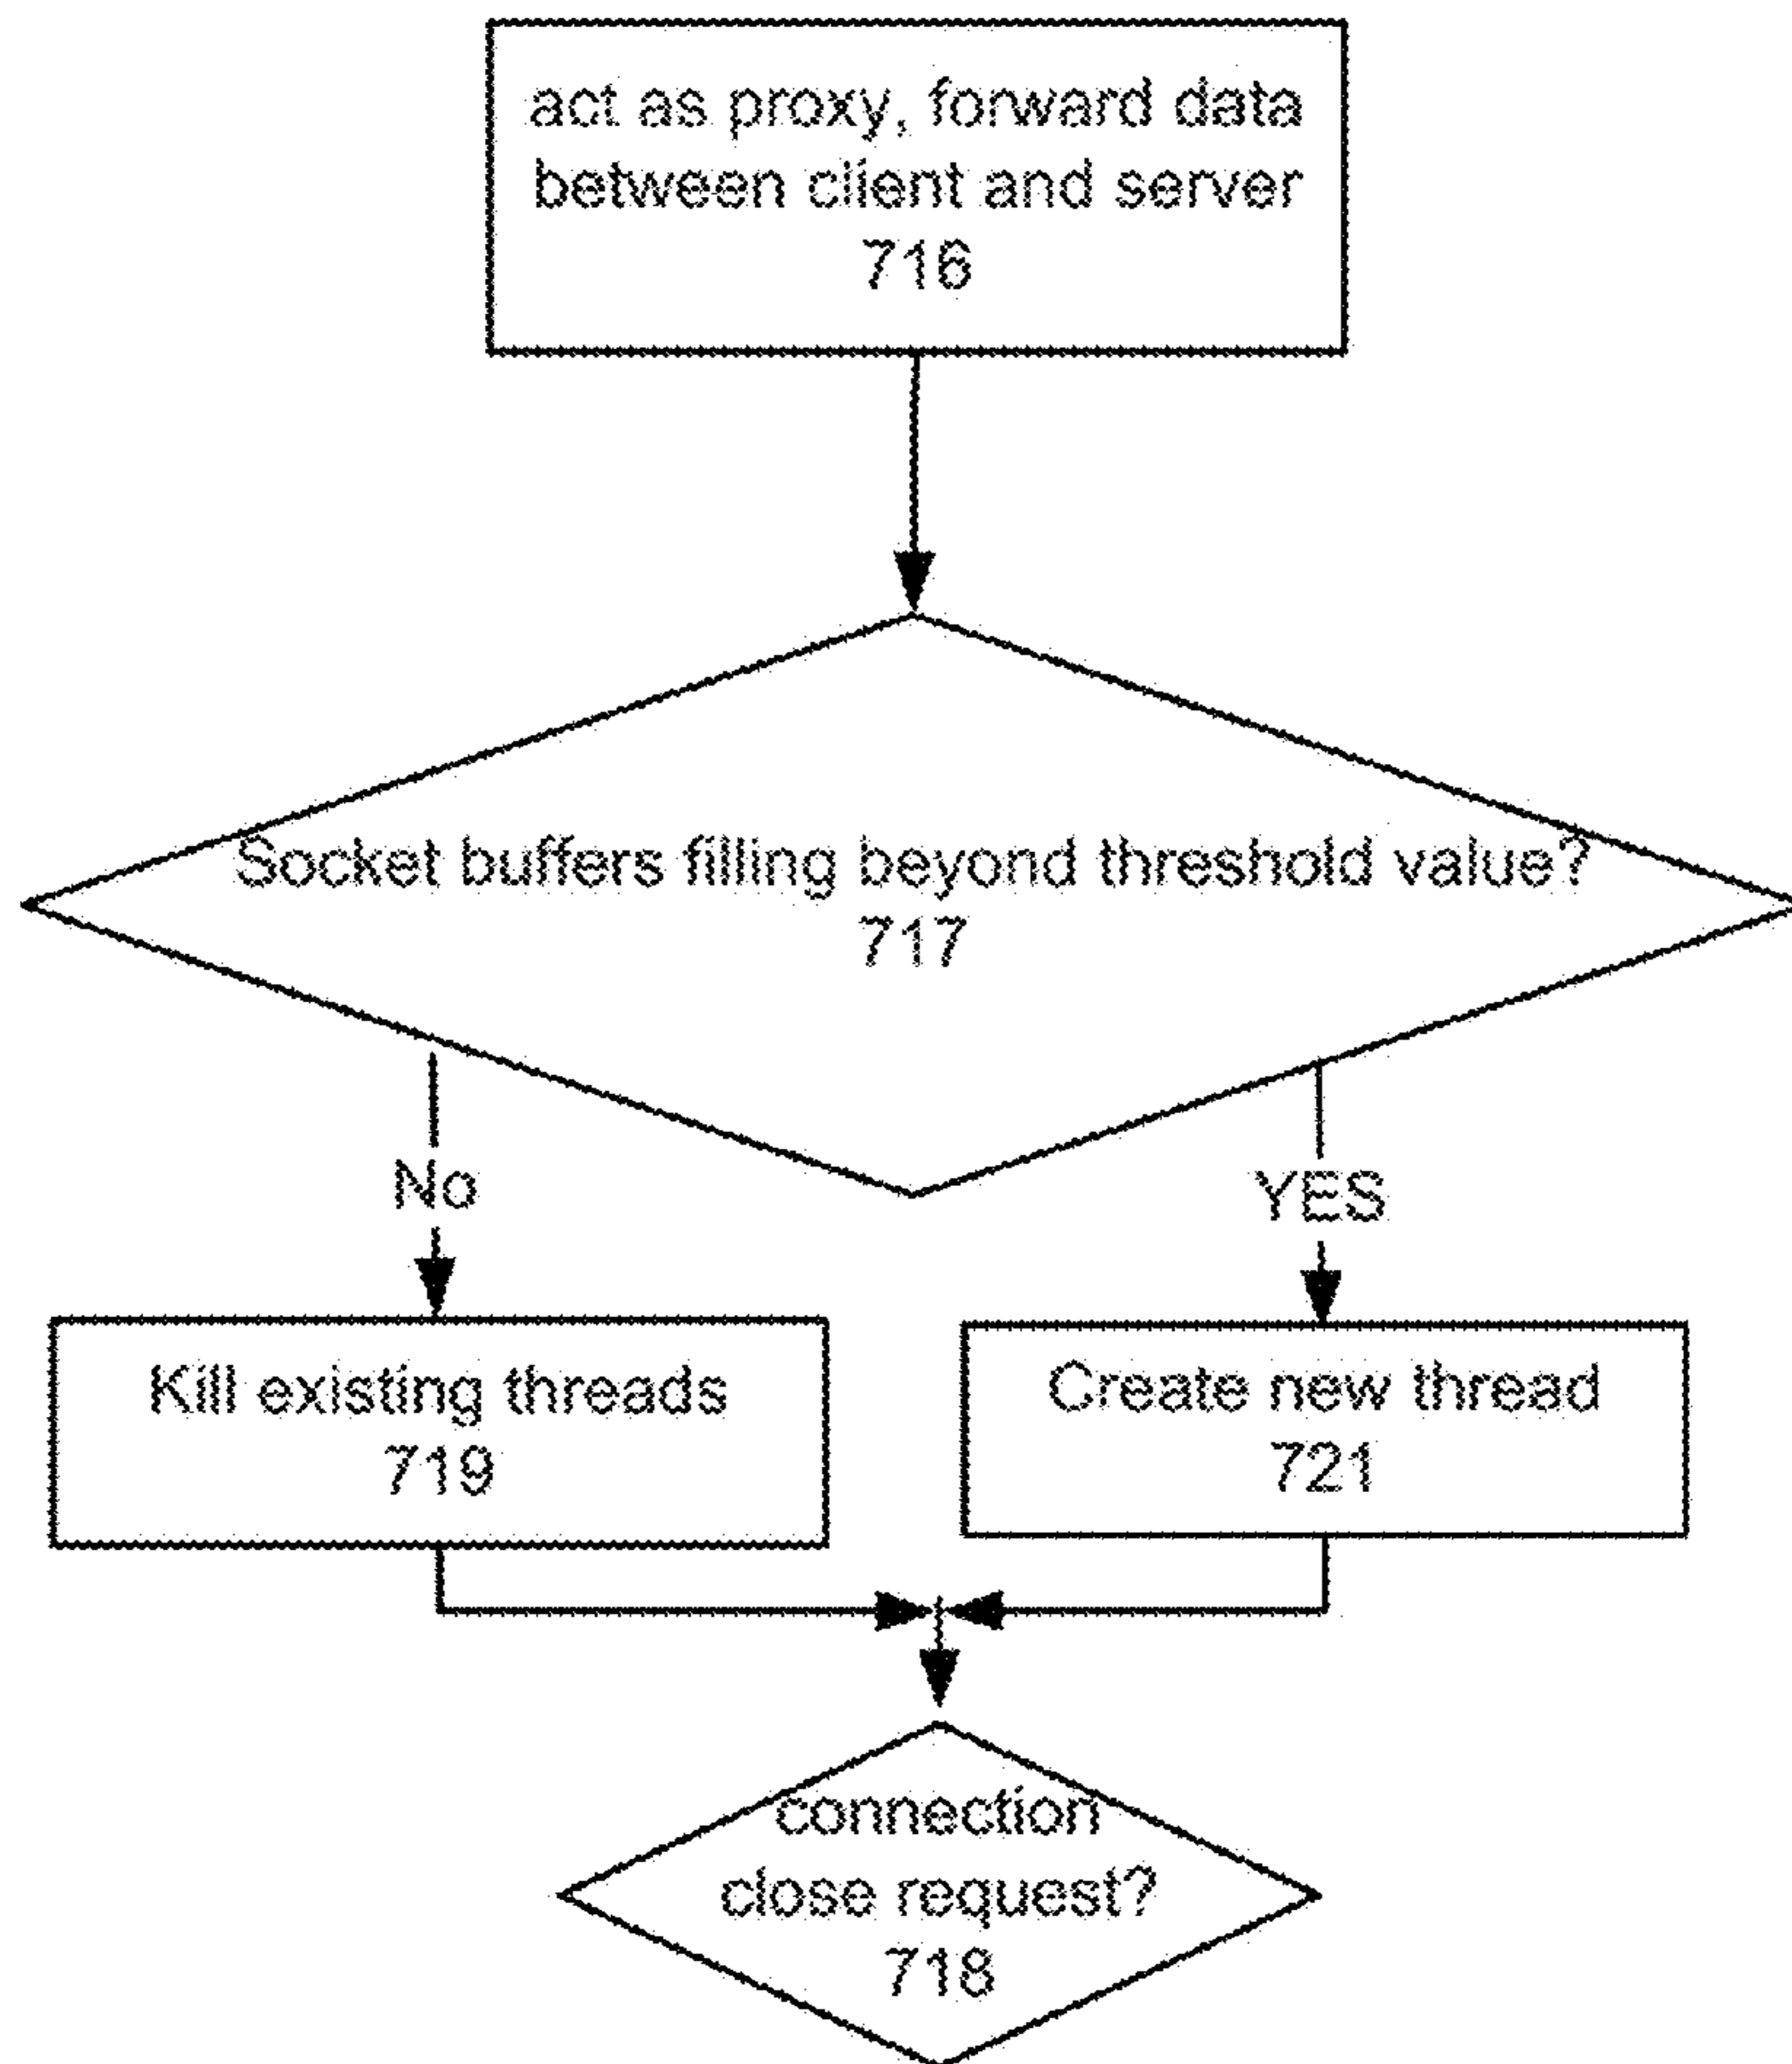 act as proxy, forward data
between client and server
716
Socket buffers filling beyond threshold value?
717
No
YES
Kill existing threads
719
Create new thread
721
connection
close request?
718